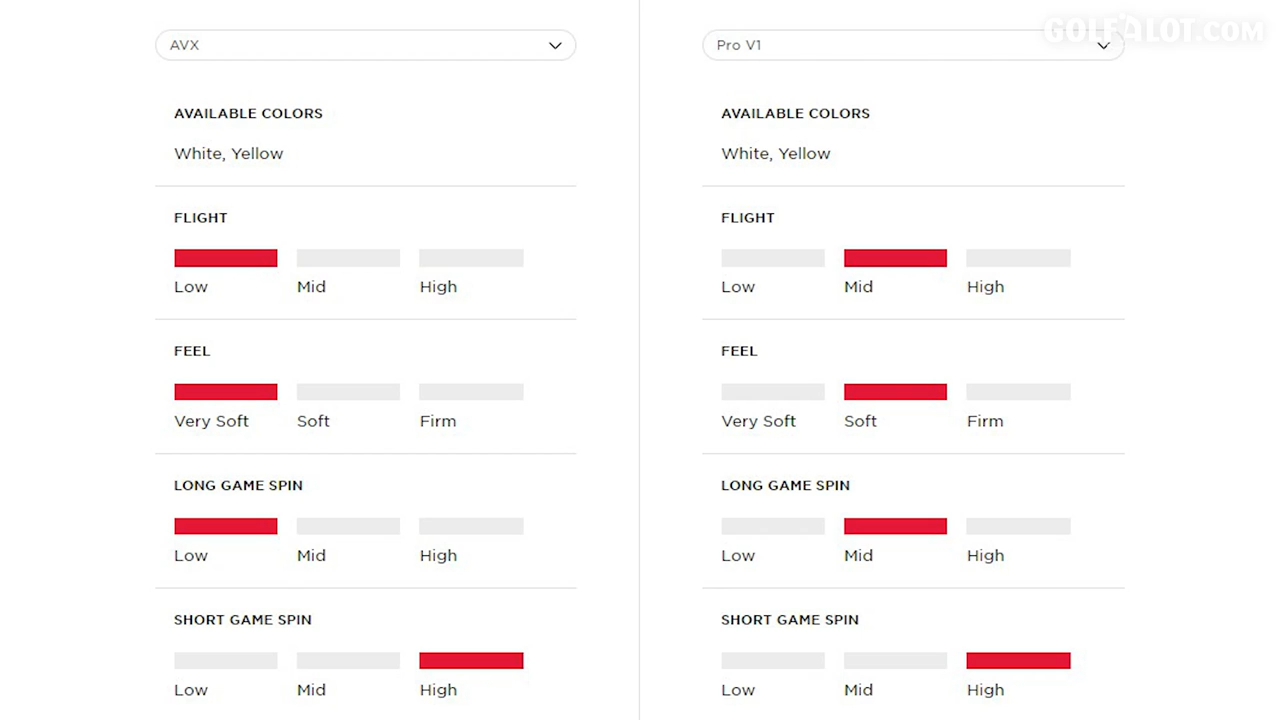 GOLFALOT.COM
AVX
AVAILABLE COLORS
White, Yellow
FLIGHT
Low Mid High
FEEL
Very Soft Soft Firm
LONG GAME SPIN
Low Mid High
SHORT GAME SPIN
Low Mid High
Pro V1
AVAILABLE COLORS
White, Yellow
FLIGHT
Low Mid High
FEEL
Very Soft Soft Firm
LONG GAME SPIN
Low Mid High
SHORT GAME SPIN
Low Mid High